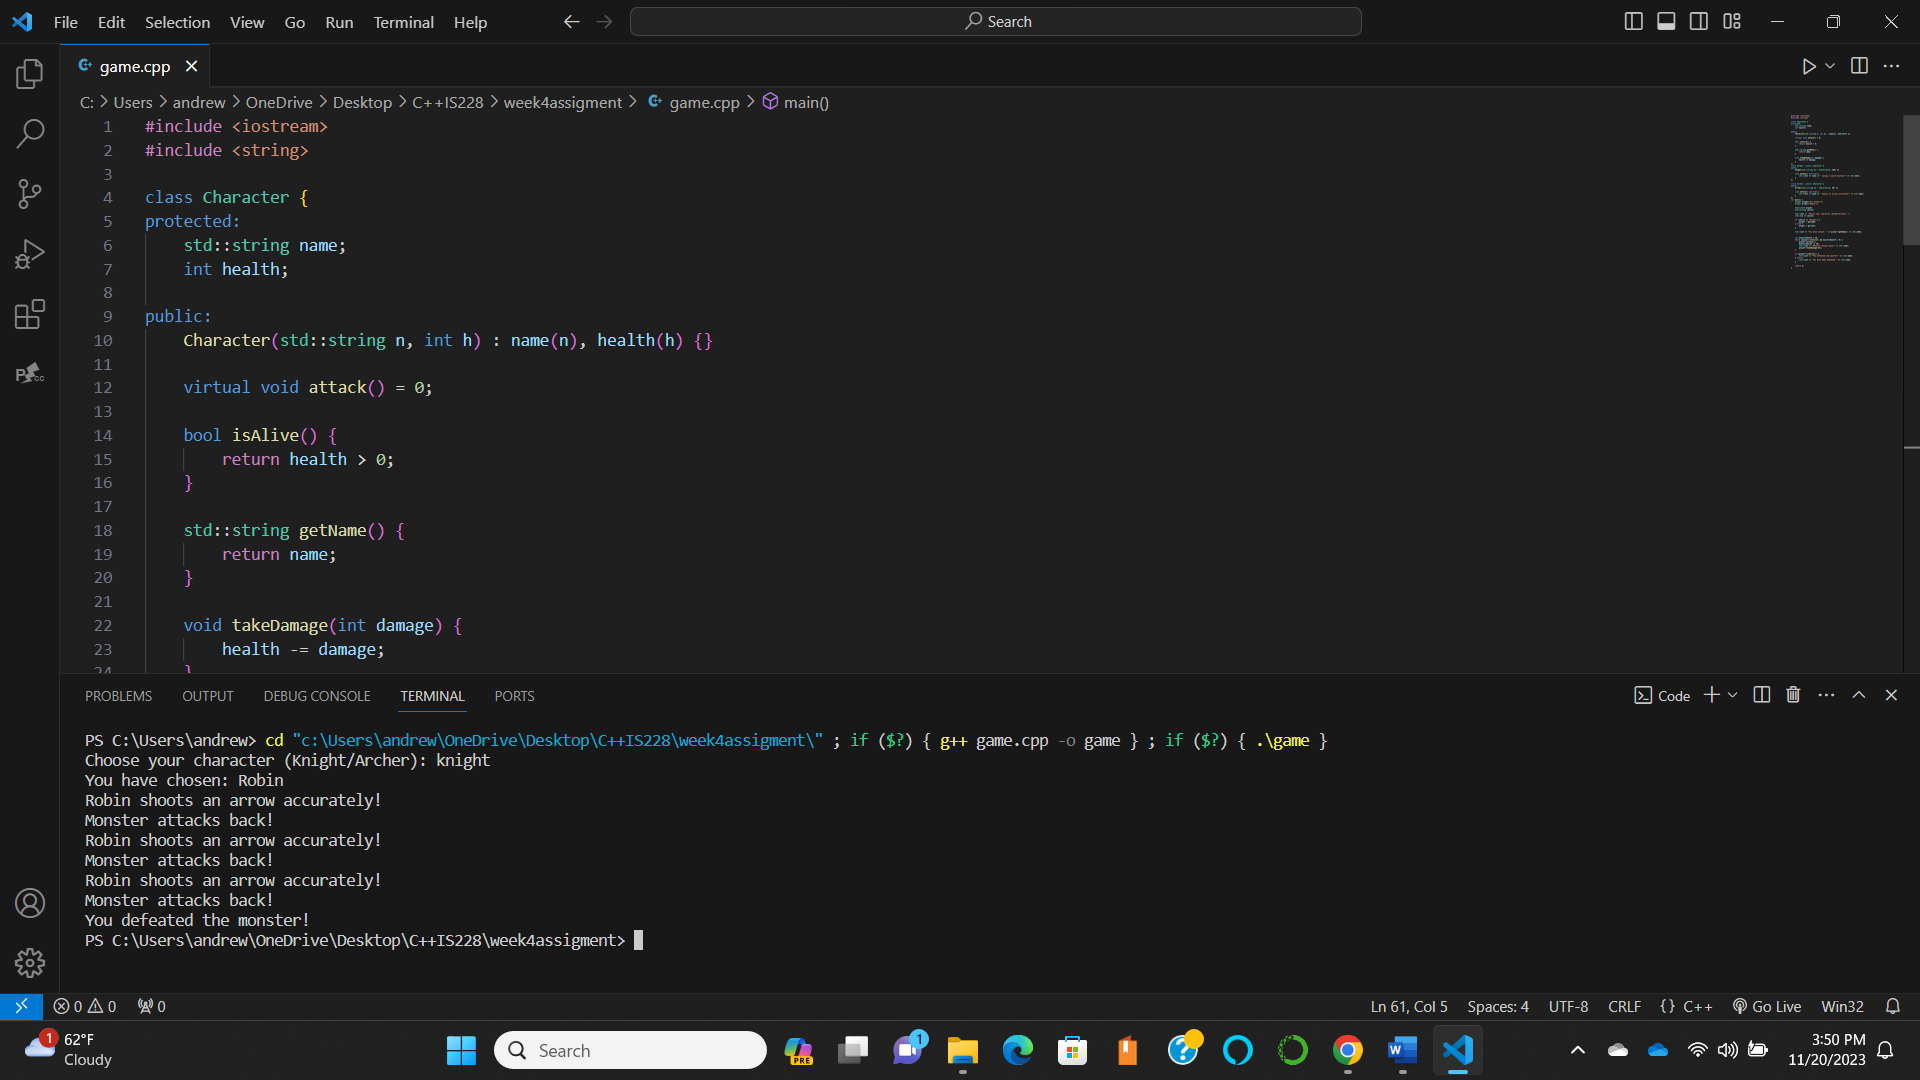 File Edit Selection View Go Run Terminal Help Search
game.cpp
C: > Users > andrew > OneDrive > Desktop > C++IS228 > week4assigment > game.cpp > main()
1 #include <iostream>
2 #include <string>
3
4 class Character {
5 protected:
6 std::string name;
7 int health;
8
9 public:
10 Character(std::string n, int h) : name(n), health(h) {}
11
12 virtual void attack() = 0;
13
14 bool isAlive() {
15 return health > 0;
16 }
17
18 std::string getName() {
19 return name;
20 }
21
22 void takeDamage(int damage) {
23 health -= damage;
24 }
PROBLEMS OUTPUT DEBUG CONSOLE TERMINAL PORTS Code
PS C:\Users\andrew> cd "c:\Users\andrew\OneDrive\Desktop\C++IS228\week4assigment\" ; if ($?) { g++ game.cpp -o game } ; if ($?) { .\game }
Choose your character (Knight/Archer): knight
You have chosen: Robin
Robin shoots an arrow accurately!
Monster attacks back!
Robin shoots an arrow accurately!
Monster attacks back!
Robin shoots an arrow accurately!
Monster attacks back!
You defeated the monster!
PS C:\Users\andrew\OneDrive\Desktop\C++IS228\week4assigment>
0 0 0 Ln 61, Col 5 Spaces: 4 UTF-8 CRLF {} C++ Go Live Win32
1 62°F
Cloudy
Search
PRE
1
3:50 PM
11/20/2023